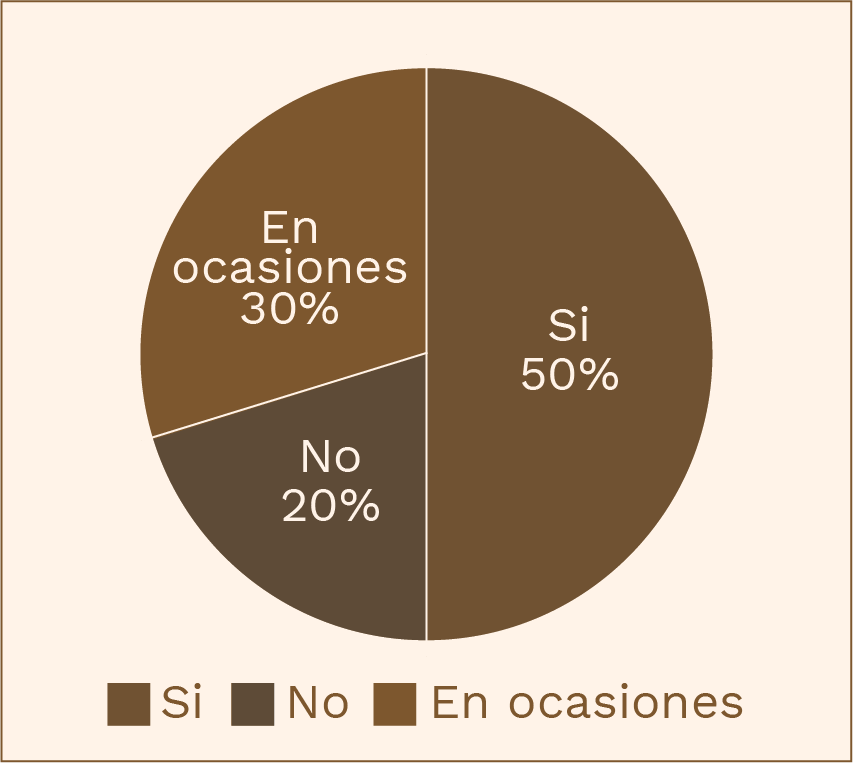 En
ocasiones
30%
Si
50%
No
20%
Si No En ocasiones